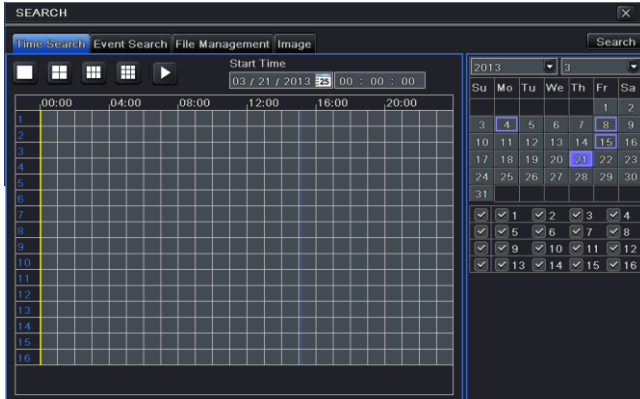 SEARCH
Time Search Event Search File Management Image Search
Start Time
03 / 21 / 2013 25 00 : 00 : 00
00:00 04:00 08:00 12:00 16:00 20:00
1
2
3
4
5
6
7
8
9
10
11
12
13
14
15
16
2013 3
Su Mo Tu We Th Fr Sa
1 2
3 4 5 6 7 8 9
10 11 12 13 14 15 16
17 18 19 20 21 22 23
24 25 26 27 28 29 30
31
1 2 3 4
5 6 7 8
9 10 11 12
13 14 15 16